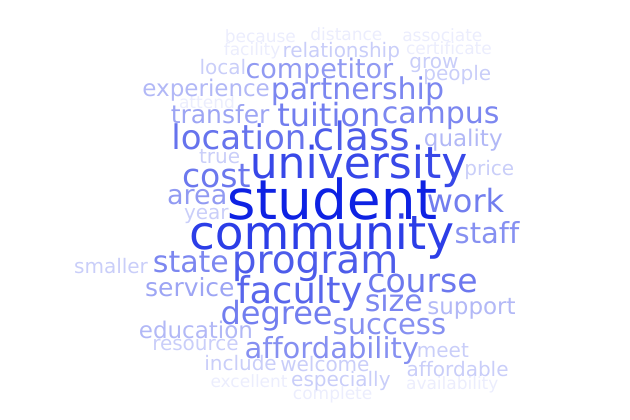 because distance associate
facility relationship certificate
local competitor grow people
experience partnership
attend
transfer tuition campus
location. class. quality
true university price
cost
area student work
year community staff
smaller state program
service faculty course
degree size support
education success
resource affordability meet
include welcome affordable
excellent especially availability
complete